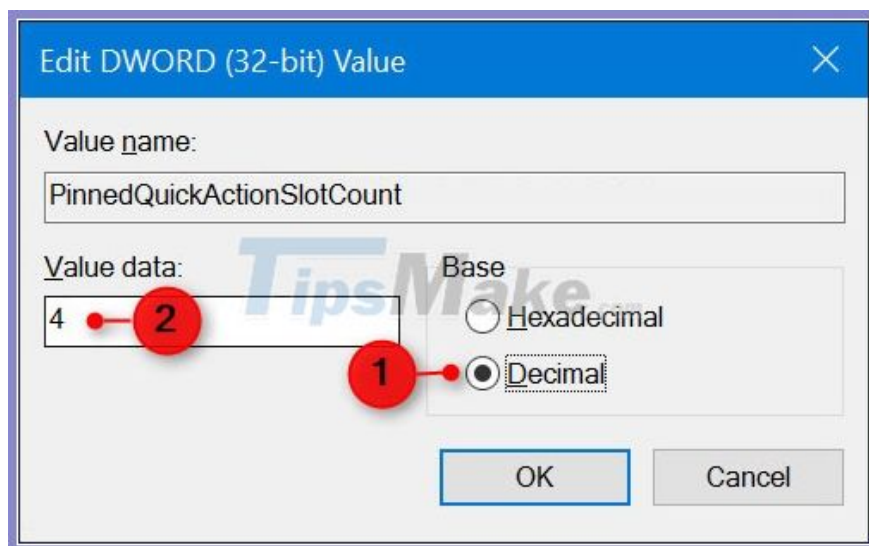 Edit DWORD (32-bit) Value
Value name:
PinnedQuickActionSlotCount
Value data:
Base
TipsMake.com
4
2
Hexadecimal
1
Decimal
OK
Cancel